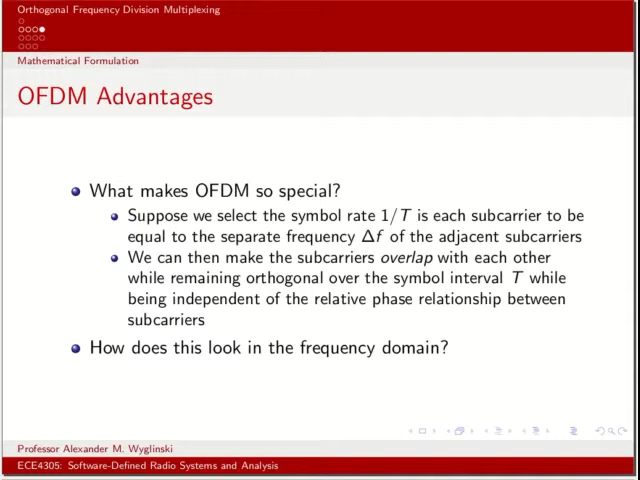 Orthogonal Frequency Division Multiplexing
Mathematical Formulation
OFDM Advantages
What makes OFDM so special?
Suppose we select the symbol rate 1/T is each subcarrier to be
equal to the separate frequency Δf of the adjacent subcarriers
We can then make the subcarriers overlap with each other
while remaining orthogonal over the symbol interval T while
being independent of the relative phase relationship between
subcarriers
How does this look in the frequency domain?
Professor Alexander M. Wyglinski
ECE4305: Software-Defined Radio Systems and Analysis